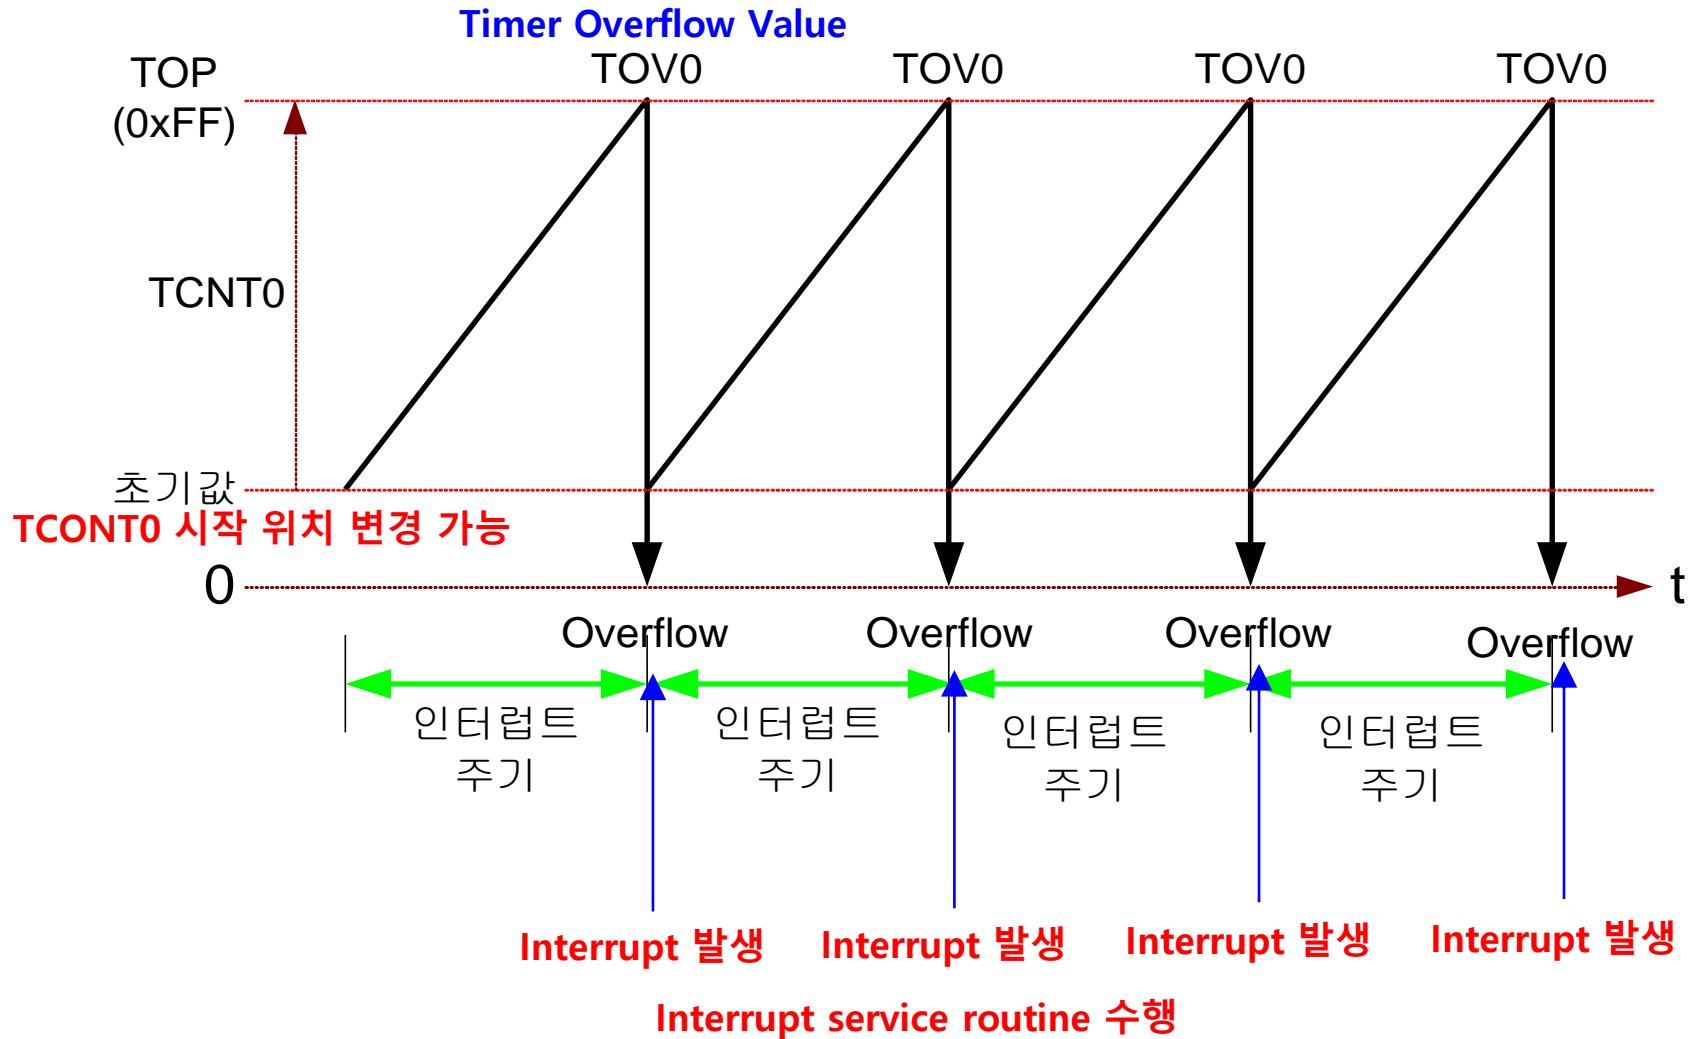 Timer Overflow Value
TOP
(0xFF)
TOV0
TOV0
TOV0
TOV0
TCNT0
초기값
TCONT0 시작 위치 변경 가능
0
t
Overflow
Overflow
Overflow
Overflow
인터럽트
주기
인터럽트
주기
인터럽트
주기
인터럽트
주기
Interrupt 발생
Interrupt 발생
Interrupt 발생
Interrupt 발생
Interrupt service routine 수행